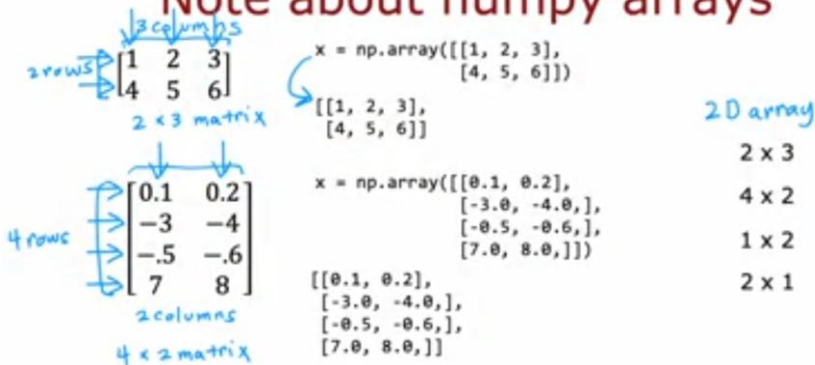 Note about numpy arrays
3 columns
2 rows
1 2 3
4 5 6
2 x 3 matrix
x = np.array([[1, 2, 3],
[4, 5, 6]])
[[1, 2, 3],
[4, 5, 6]]
4 rows
0.1 0.2
−3 −4
−.5 −.6
7 8
2 columns
4 x 2 matrix
x = np.array([[0.1, 0.2],
[-3.0, -4.0,],
[-0.5, -0.6,],
[7.0, 8.0,]])
[[0.1, 0.2],
[-3.0, -4.0,],
[-0.5, -0.6,],
[7.0, 8.0,]]
2D array
2 x 3
4 x 2
1 x 2
2 x 1